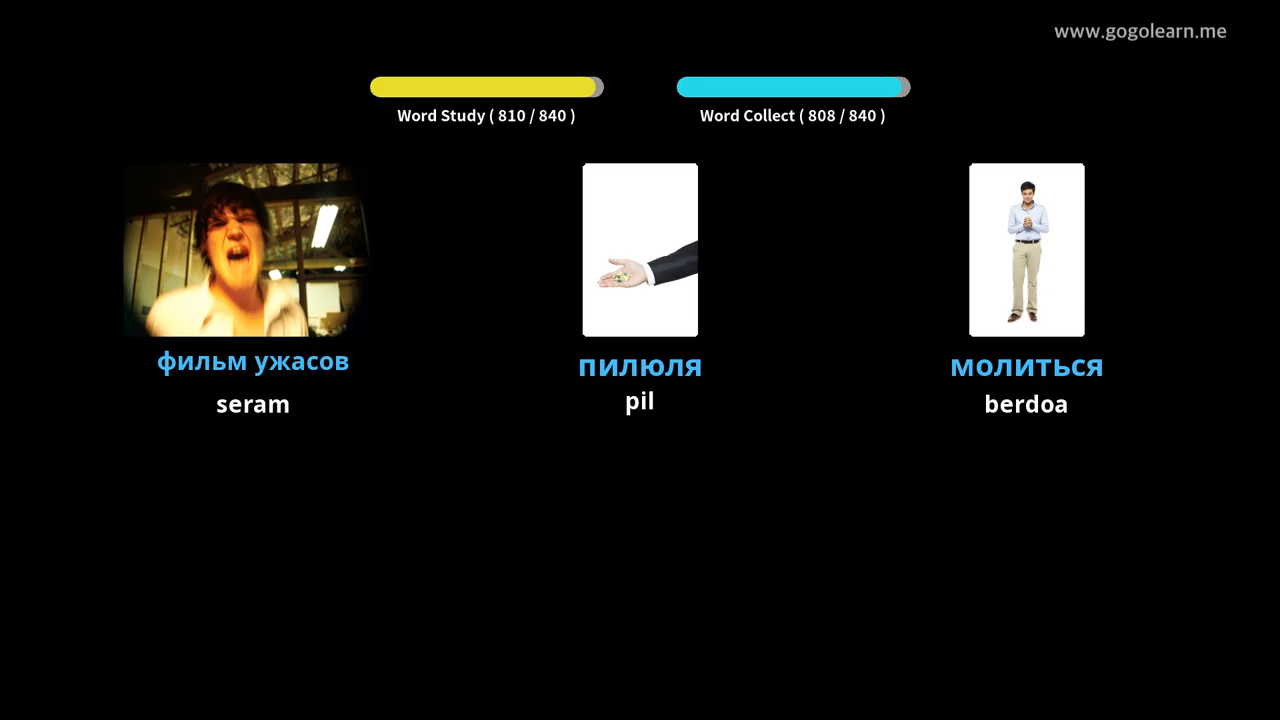 www.gogolearn.me
Word Study ( 810 / 840 )
Word Collect ( 808 / 840 )
фильм ужасов
seram
пилюля
pil
молиться
berdoa